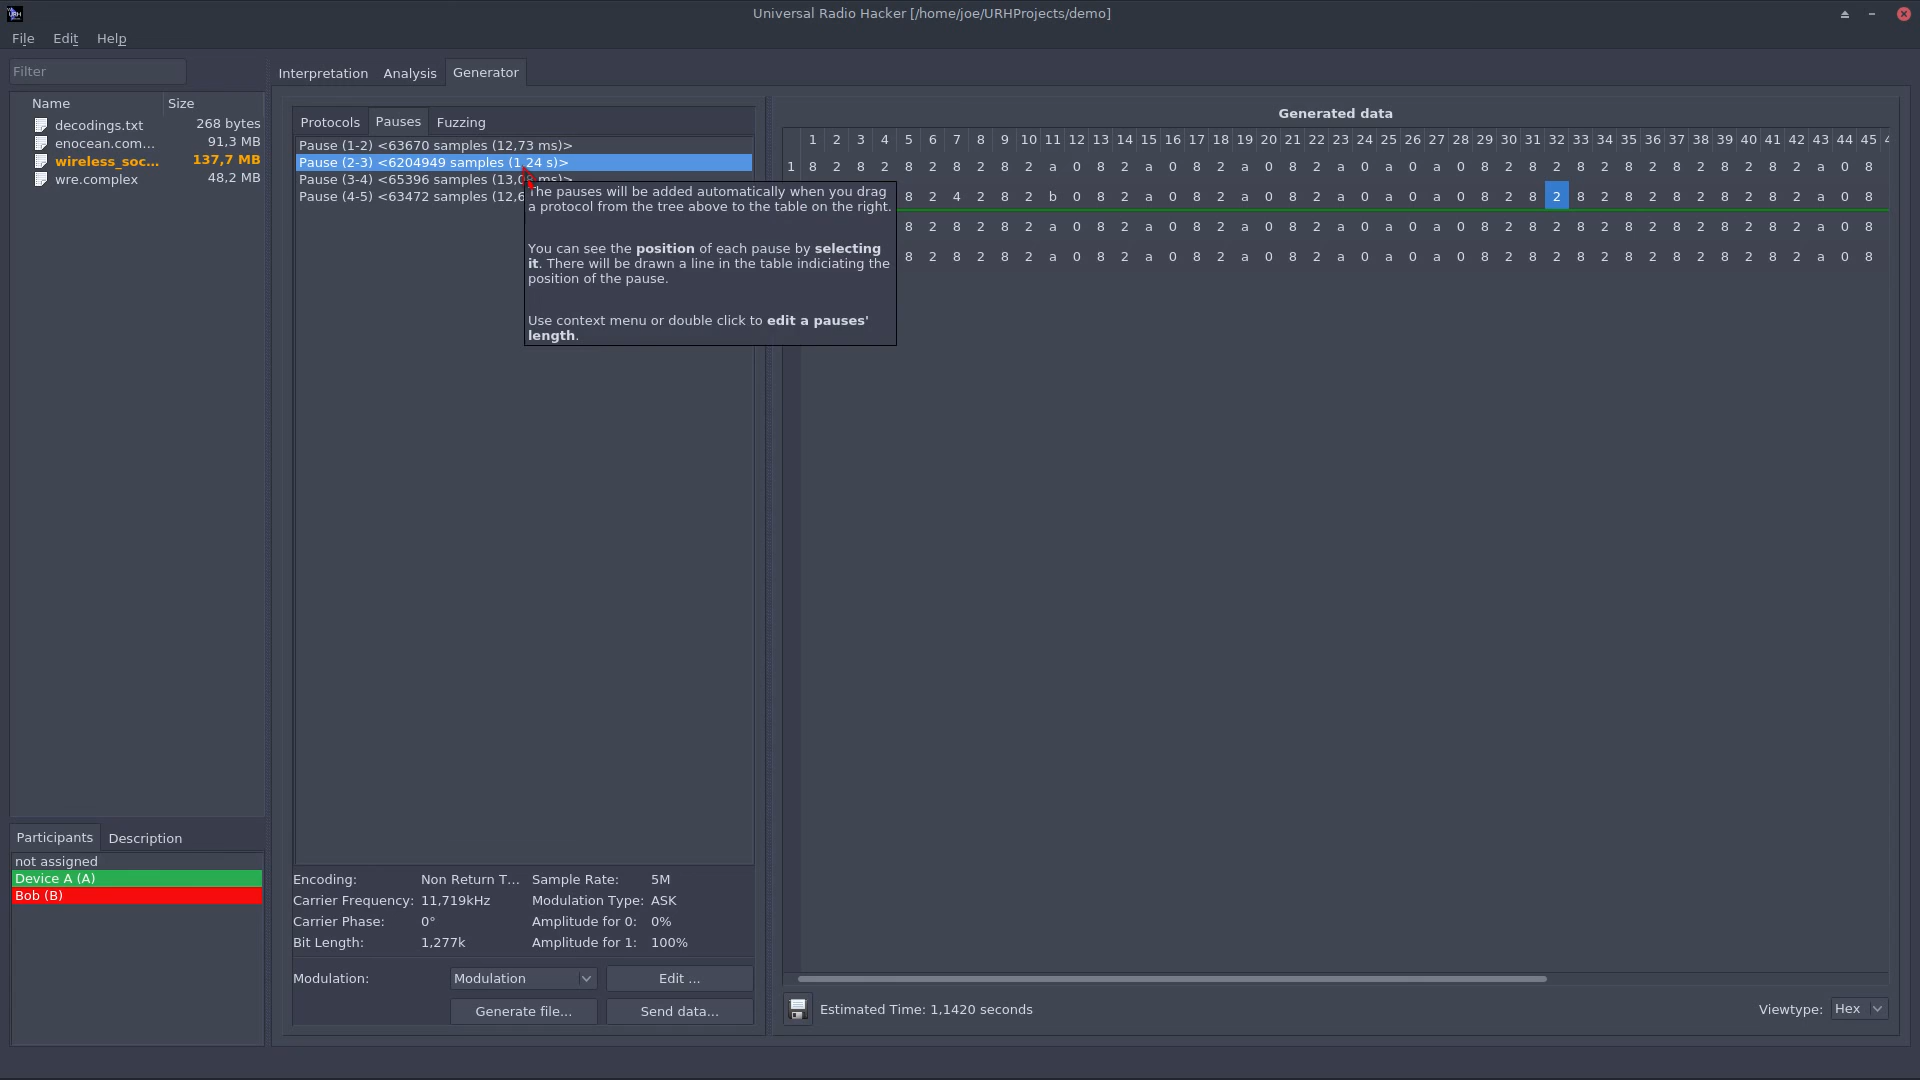 Universal Radio Hacker [/home/joe/URHProjects/demo]
File Edit Help
Filter
Name Size
decodings.txt 268 bytes
enocean.com... 91,3 MB
wireless_soc... 137,7 MB
wre.complex 48,2 MB
Participants Description
not assigned
Device A (A)
Bob (B)
Interpretation Analysis Generator
Protocols Pauses Fuzzing
Pause (1-2) <63670 samples (12,73 ms)>
Pause (2-3) <6204949 samples (1,24 s)>
Pause (3-4) <65396 samples (13,0 ms)>
Pause (4-5) <63472 samples (12,6
The pauses will be added automatically when you drag
a protocol from the tree above to the table on the right.
You can see the position of each pause by selecting
it. There will be drawn a line in the table indiciating the
position of the pause.
Use context menu or double click to edit a pauses'
length.
Encoding: Non Return T... Sample Rate: 5M
Carrier Frequency: 11,719kHz Modulation Type: ASK
Carrier Phase: 0° Amplitude for 0: 0%
Bit Length: 1,277k Amplitude for 1: 100%
Modulation: Modulation Edit ...
Generate file... Send data...
Generated data
1 2 3 4 5 6 7 8 9 10 11 12 13 14 15 16 17 18 19 20 21 22 23 24 25 26 27 28 29 30 31 32 33 34 35 36 37 38 39 40 41 42 43 44 45 4
1 8 2 8 2 8 2 8 2 8 2 a 0 8 2 a 0 8 2 a 0 8 2 a 0 a 0 a 0 8 2 8 2 8 2 8 2 8 2 8 2 8 2 a 0 8
8 2 4 2 8 2 b 0 8 2 a 0 8 2 a 0 8 2 a 0 a 0 a 0 8 2 8 2 8 2 8 2 8 2 8 2 8 2 a 0 8
8 2 8 2 8 2 a 0 8 2 a 0 8 2 a 0 8 2 a 0 a 0 a 0 8 2 8 2 8 2 8 2 8 2 8 2 8 2 a 0 8
8 2 8 2 8 2 a 0 8 2 a 0 8 2 a 0 8 2 a 0 a 0 a 0 8 2 8 2 8 2 8 2 8 2 8 2 8 2 a 0 8
Estimated Time: 1,1420 seconds
Viewtype: Hex